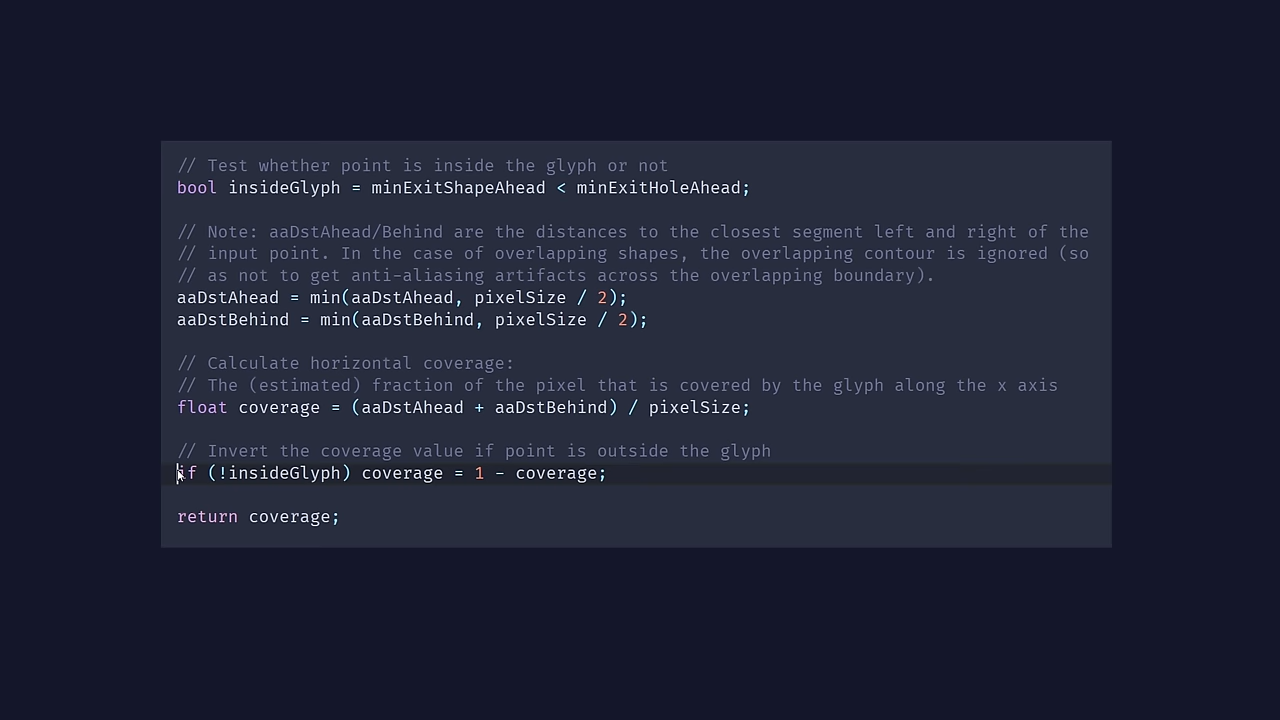 // Test whether point is inside the glyph or not
bool insideGlyph = minExitShapeAhead < minExitHoleAhead;
// Note: aaDstAhead/Behind are the distances to the closest segment left and right of the
// input point. In the case of overlapping shapes, the overlapping contour is ignored (so
// as not to get anti-aliasing artifacts across the overlapping boundary).
aaDstAhead = min(aaDstAhead, pixelSize / 2);
aaDstBehind = min(aaDstBehind, pixelSize / 2);
// Calculate horizontal coverage:
// The (estimated) fraction of the pixel that is covered by the glyph along the x axis
float coverage = (aaDstAhead + aaDstBehind) / pixelSize;
// Invert the coverage value if point is outside the glyph
if (!insideGlyph) coverage = 1 - coverage;
return coverage;